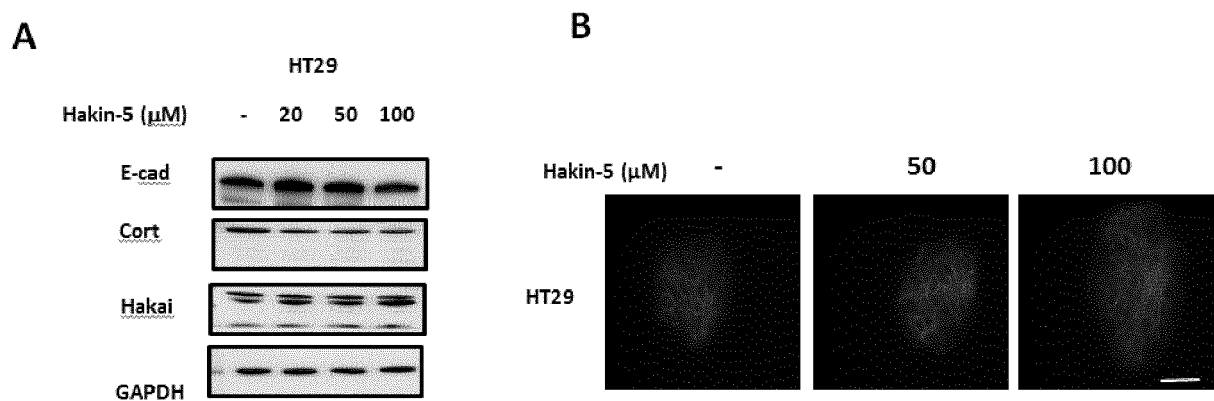 A
HT29
Hakin-5 (µM) - 20 50 100
E-cad
Cort
Hakai
GAPDH
B
Hakin-5 (µM) - 50 100
HT29